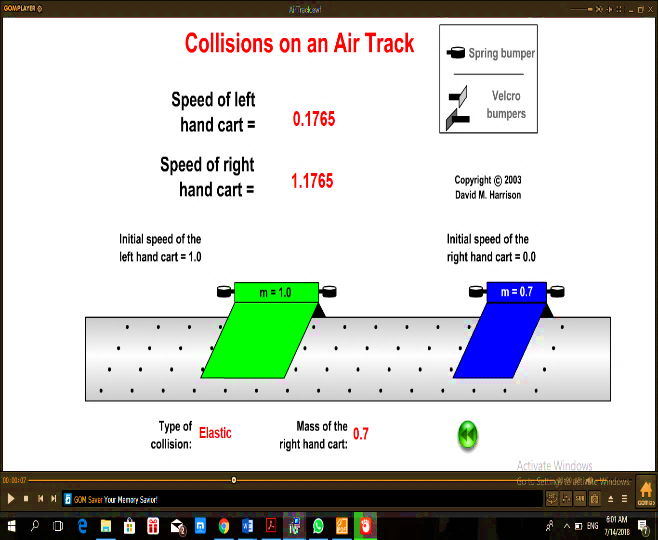 GOMPLAYER
AirTrack.swf
Collisions on an Air Track
Spring bumper
Velcro
bumpers
Speed of left
hand cart =
0.1765
Speed of right
hand cart =
1.1765
Copyright © 2003
David M. Harrison
Initial speed of the
left hand cart = 1.0
Initial speed of the
right hand cart = 0.0
m = 1.0
m = 0.7
Type of
collision:
Elastic
Mass of the
right hand cart:
0.7
Activate Windows
Go to Settings to activate Windows.
00:00:07
GOM Saver Your Memory Savior!
SUB
GOM
ENG
6:01 AM
7/14/2018